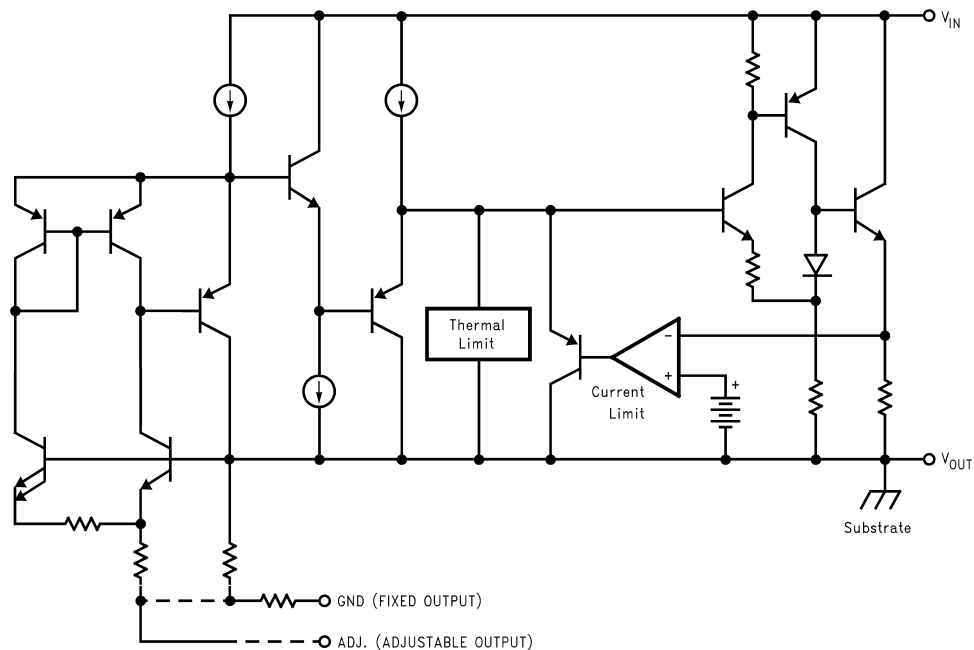 V_IN
Thermal
Limit
−
+
+
Current
Limit
V_OUT
Substrate
GND (FIXED OUTPUT)
ADJ. (ADJUSTABLE OUTPUT)